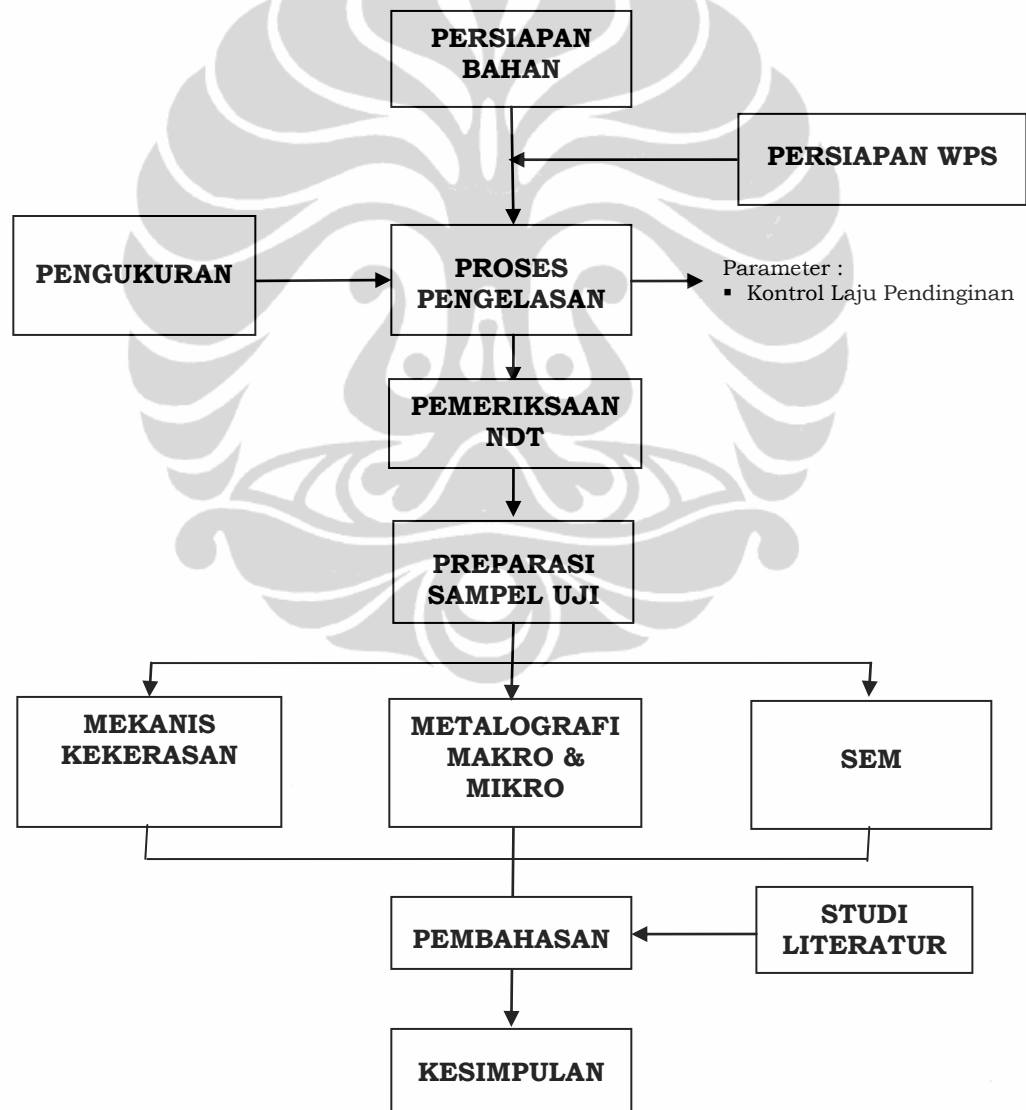 PERSIAPAN
BAHAN
PERSIAPAN WPS
PENGUKURAN
PROSES
PENGELASAN
Parameter :
▪ Kontrol Laju Pendinginan
PEMERIKSAAN
NDT
PREPARASI
SAMPEL UJI
MEKANIS
KEKERASAN
METALOGRAFI
MAKRO &
MIKRO
SEM
PEMBAHASAN
STUDI
LITERATUR
KESIMPULAN